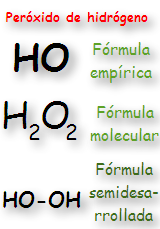 Peróxido de hidrógeno
HO
Fórmula
empírica
H₂O₂
Fórmula
molecular
HO-OH
Fórmula
semidesa-
rrollada